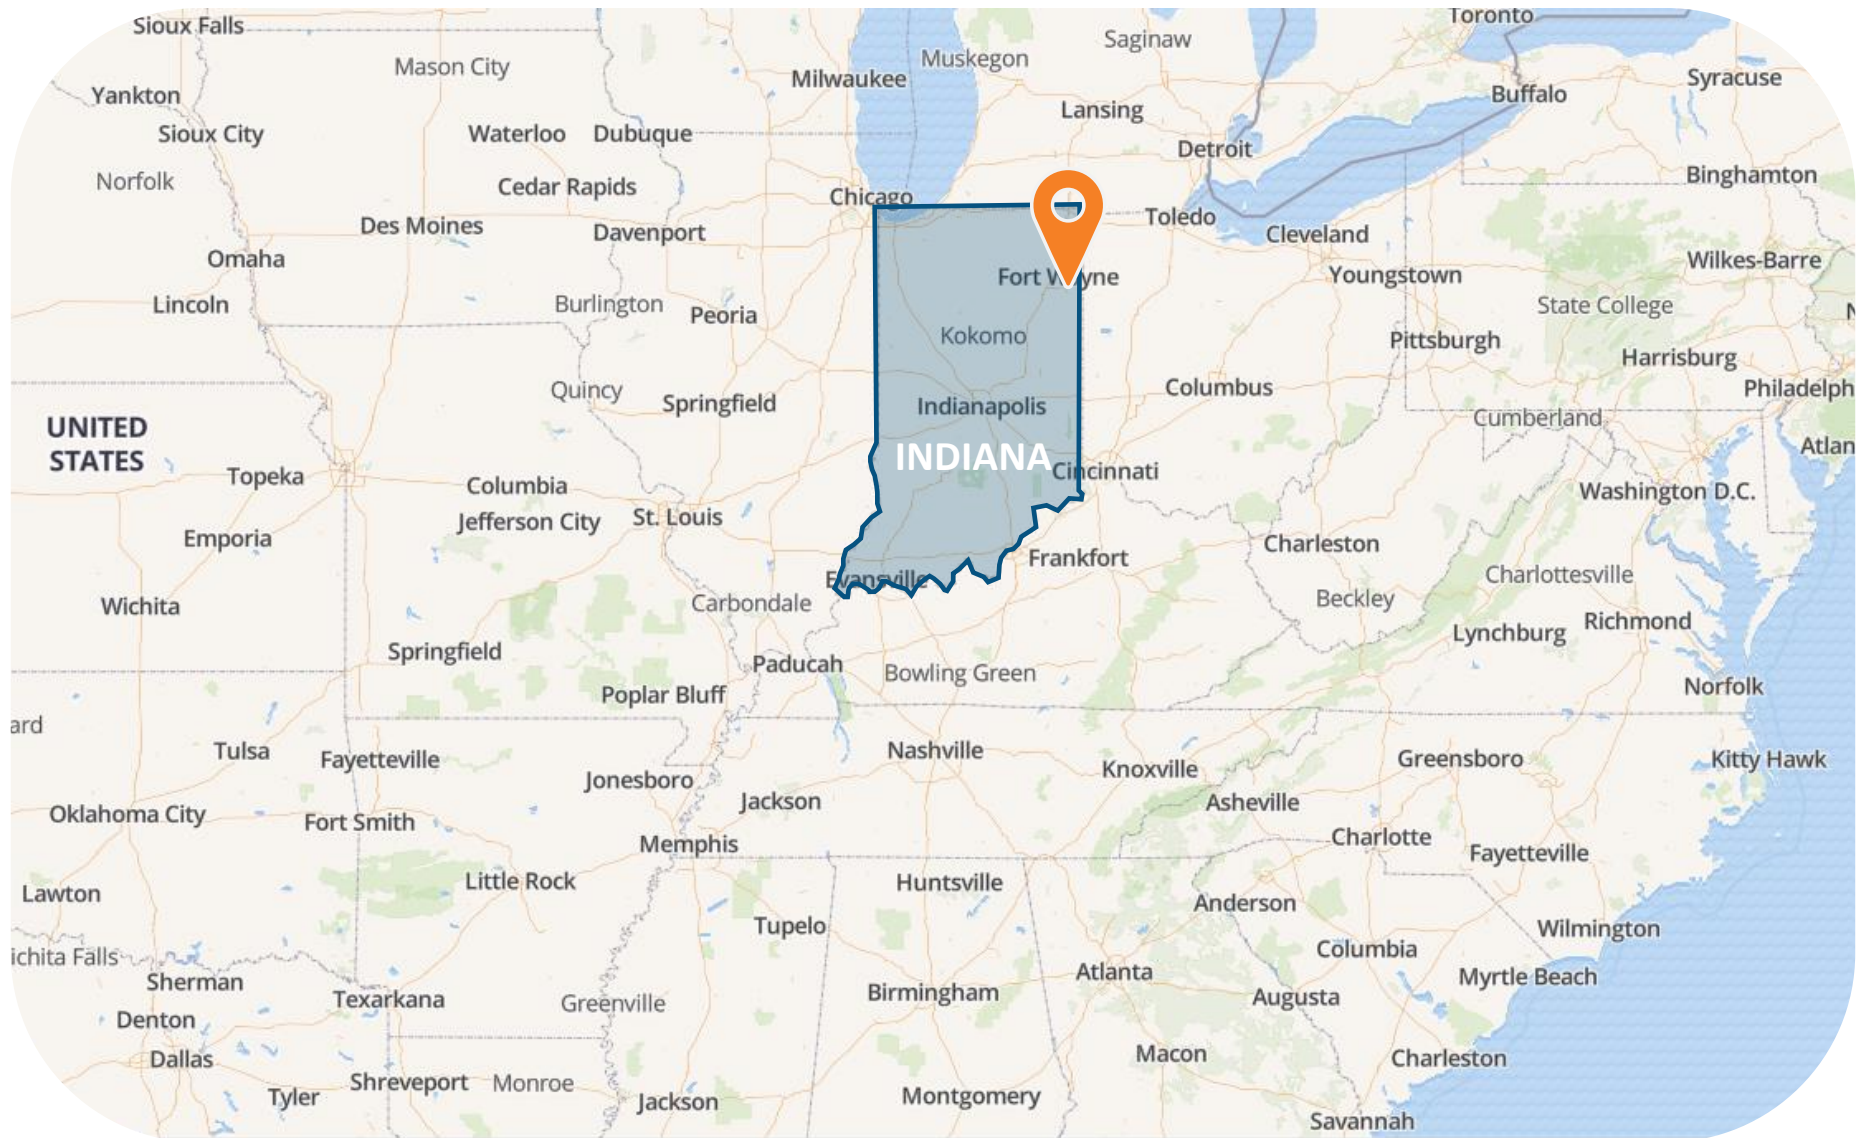 Sioux Falls
Toronto
Saginaw
Muskegon
Mason City
Milwaukee
Syracuse
Yankton
Buffalo
Lansing
Sioux City
Waterloo
Dubuque
Detroit
Binghamton
Norfolk
Cedar Rapids
Chicago
Toledo
Des Moines
Davenport
Cleveland
Omaha
Wilkes-Barre
Fort W yne
Youngstown
Lincoln
Burlington
Peoria
State College
Kokomo
Pittsburgh
Harrisburg
Quincy
Columbus
Philadelph
Springfield
Indianapolis
Cumberland
UNITED
STATES
Atlan
INDIANA
Cincinnati
Topeka
Columbia
Washington D.C.
Jefferson City
St. Louis
Emporia
Charleston
Frankfort
Charlottesville
Evansville
Wichita
Carbondale
Beckley
Richmond
Lynchburg
Springfield
Paducah
Bowling Green
Norfolk
Poplar Bluff
ard
Tulsa
Fayetteville
Nashville
Greensboro
Kitty Hawk
Jonesboro
Knoxville
Jackson
Asheville
Oklahoma City
Fort Smith
Charlotte
Memphis
Fayetteville
Little Rock
Huntsville
Lawton
Anderson
Tupelo
Wilmington
Columbia
ichita Falls
Atlanta
Myrtle Beach
Sherman
Birmingham
Texarkana
Greenville
Augusta
Denton
Macon
Dallas
Charleston
Shreveport
Monroe
Tyler
Jackson
Montgomery
Savannah
N